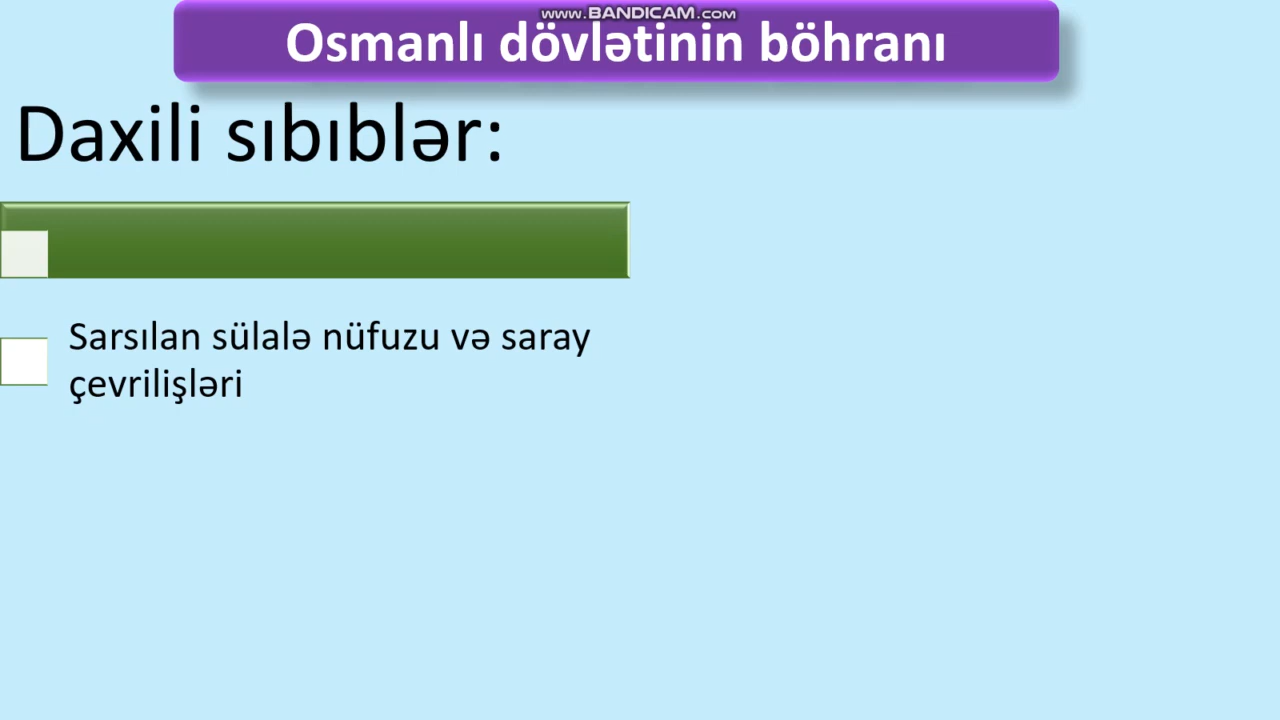 www.BANDICAM.com
Osmanlı dövlətinin böhranı
Daxili sıbıblər:
Sarsılan sülalə nüfuzu və saray
çevrilişləri